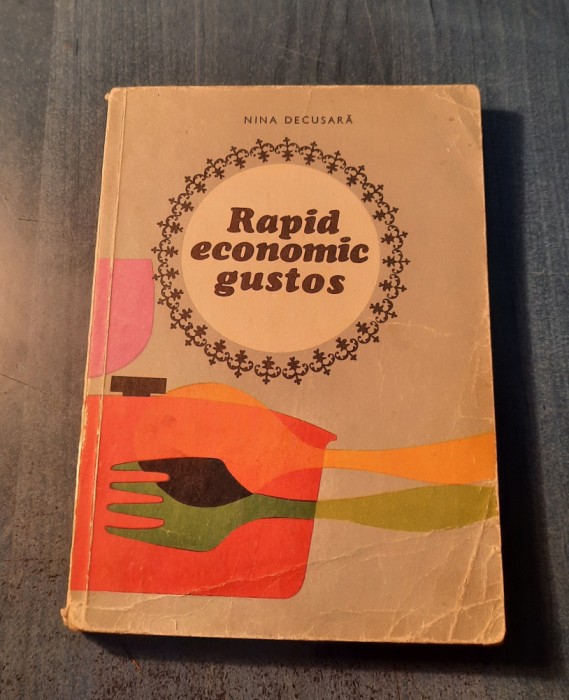 NINA DECUSARĂ
Rapid
economic
gustos